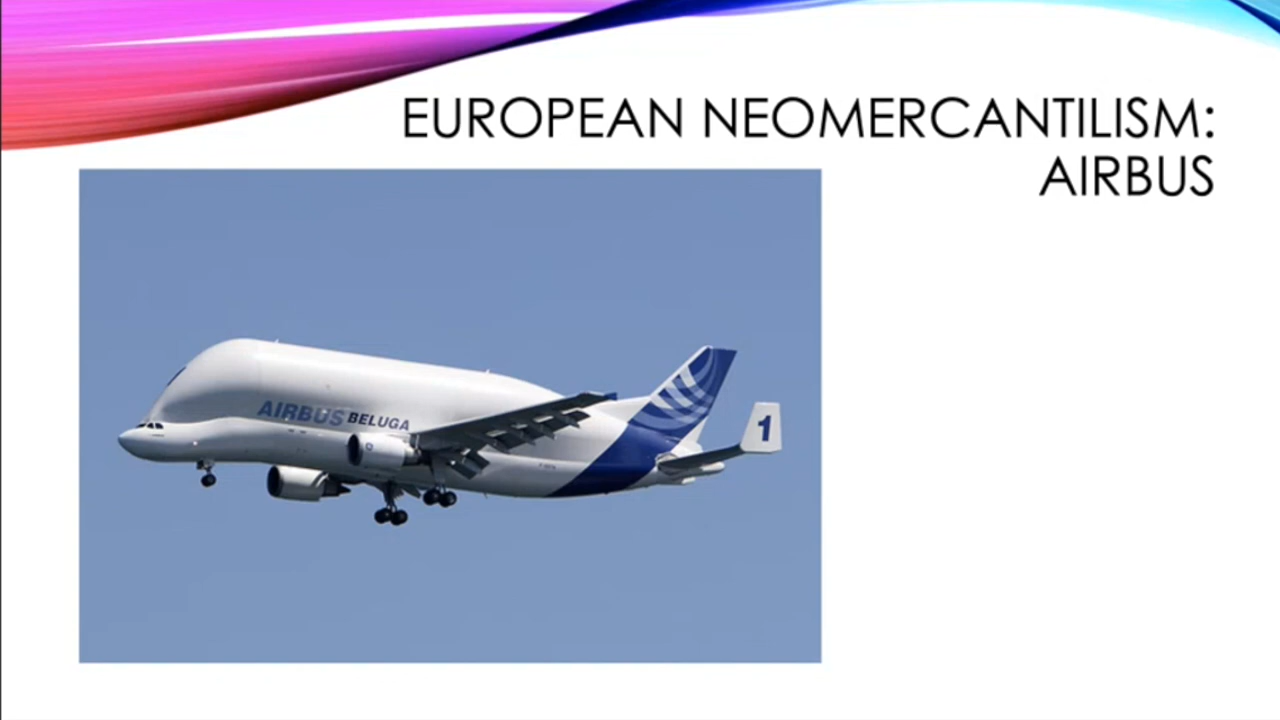 EUROPEAN NEOMERCANTILISM:
AIRBUS
AIRBUS BELUGA
1